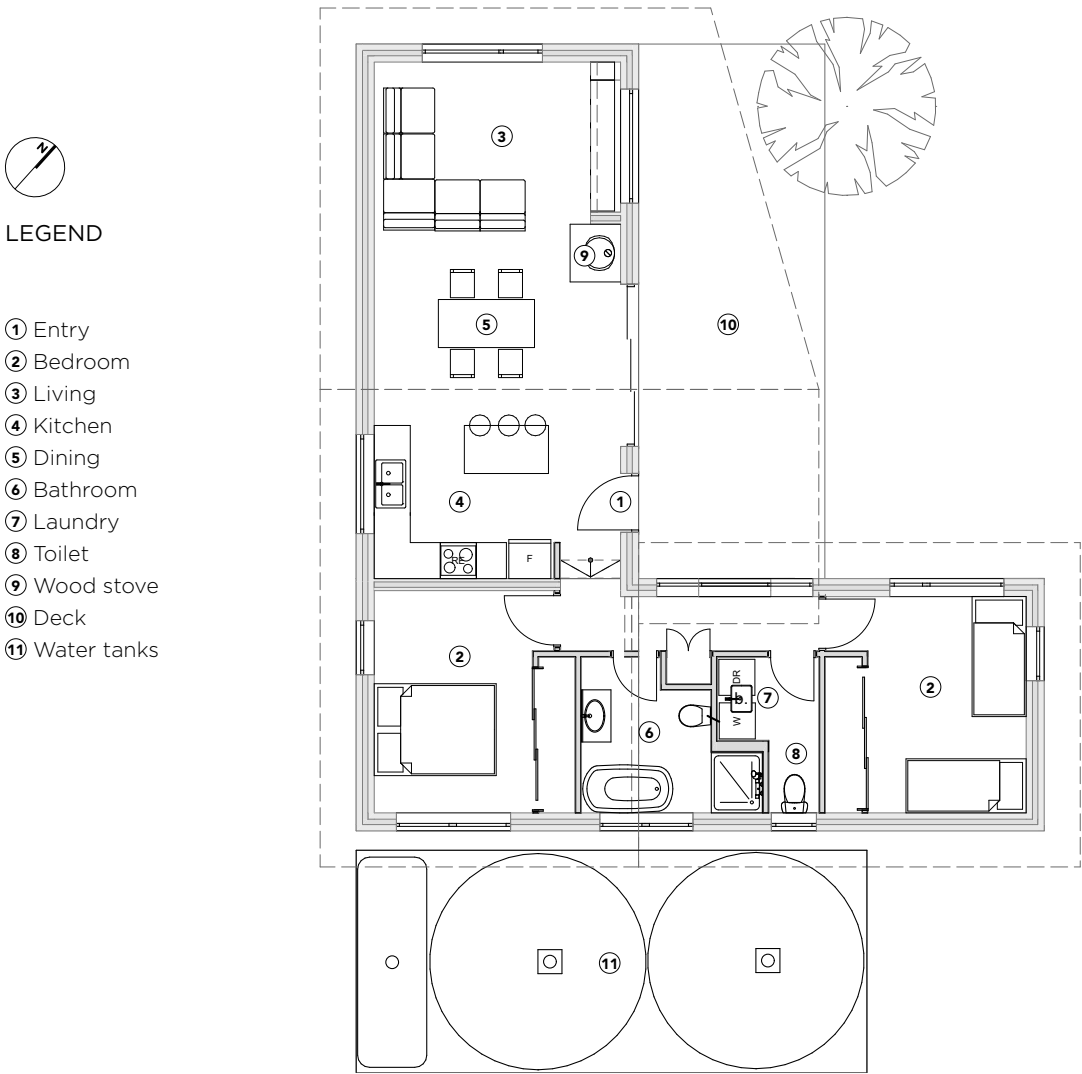 N
LEGEND
1 Entry
2 Bedroom
3 Living
4 Kitchen
5 Dining
6 Bathroom
7 Laundry
8 Toilet
9 Wood stove
10 Deck
11 Water tanks
3
9
5
10
4
1
RE
F
2
DR
W
7
2
6
8
11